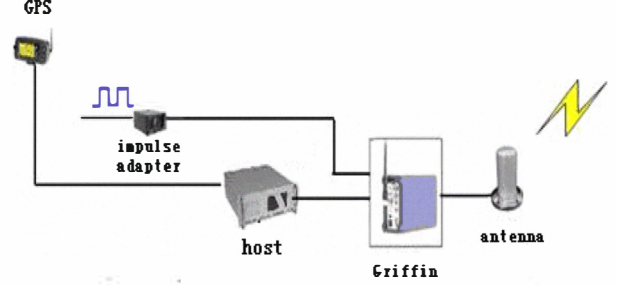 GPS
impulse
adapter
host
Griffin
antenna